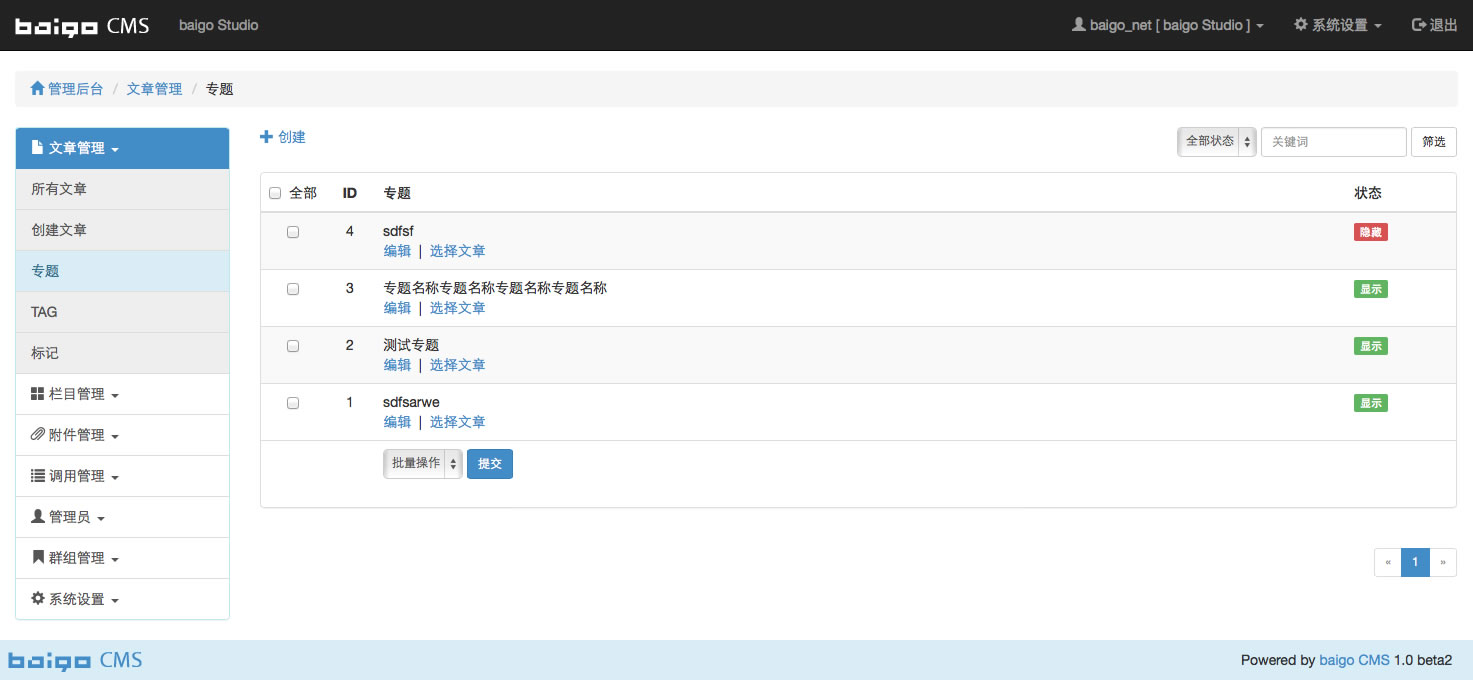 baigo CMS baigo Studio baigo_net [ baigo Studio ] 系统设置 退出
管理后台 / 文章管理 / 专题
文章管理
所有文章
创建文章
专题
TAG
标记
栏目管理
附件管理
调用管理
管理员
群组管理
系统设置
创建 全部状态 关键词 筛选
全部 ID 专题 状态
4 sdfsf 隐藏
编辑 | 选择文章
3 专题名称专题名称专题名称专题名称 显示
编辑 | 选择文章
2 测试专题 显示
编辑 | 选择文章
1 sdfsarwe 显示
编辑 | 选择文章
批量操作 提交
« 1 »
baigo CMS Powered by baigo CMS 1.0 beta2